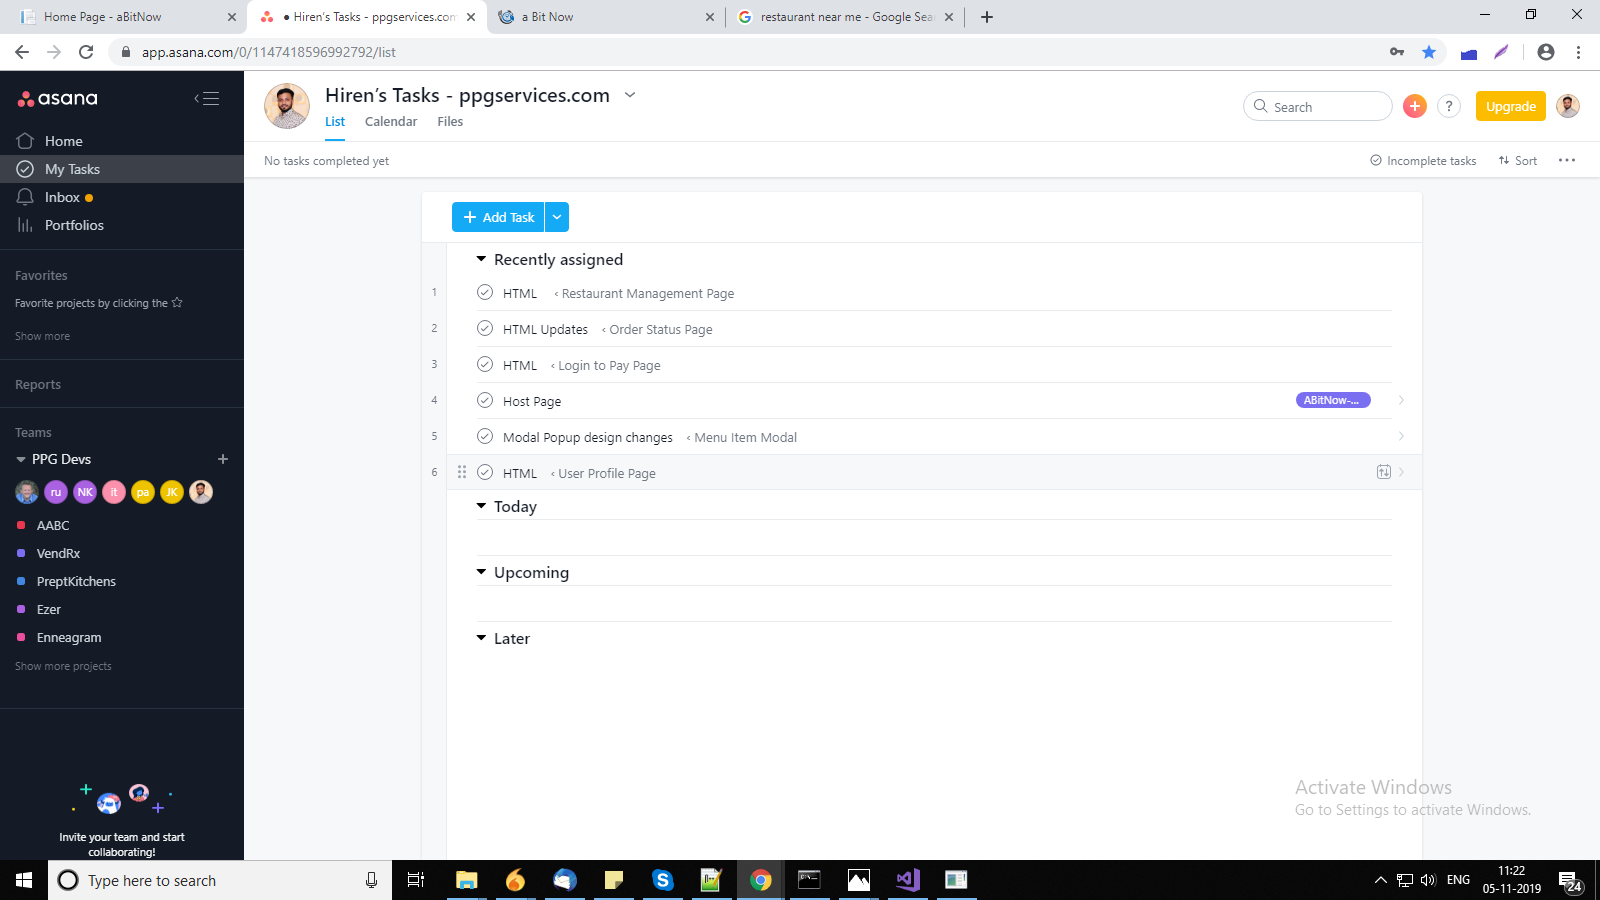 Home Page - aBitNow
• Hiren's Tasks - ppgservices.com
a Bit Now
restaurant near me - Google Sea
app.asana.com/0/1147418596992792/list
asana
Home
My Tasks
Inbox
Portfolios
Favorites
Favorite projects by clicking the
Show more
Reports
Teams
PPG Devs
ru NK it pa JK
AABC
VendRx
PreptKitchens
Ezer
Enneagram
Show more projects
Invite your team and start
collaborating!
Hiren's Tasks - ppgservices.com
List Calendar Files
Search
?
Upgrade
No tasks completed yet
Incomplete tasks
Sort
+ Add Task
Recently assigned
1 HTML ‹ Restaurant Management Page
2 HTML Updates ‹ Order Status Page
3 HTML ‹ Login to Pay Page
4 Host Page ABitNow-...
5 Modal Popup design changes ‹ Menu Item Modal
6 HTML ‹ User Profile Page
Today
Upcoming
Later
Activate Windows
Go to Settings to activate Windows.
Type here to search
ENG
11:22
05-11-2019
24